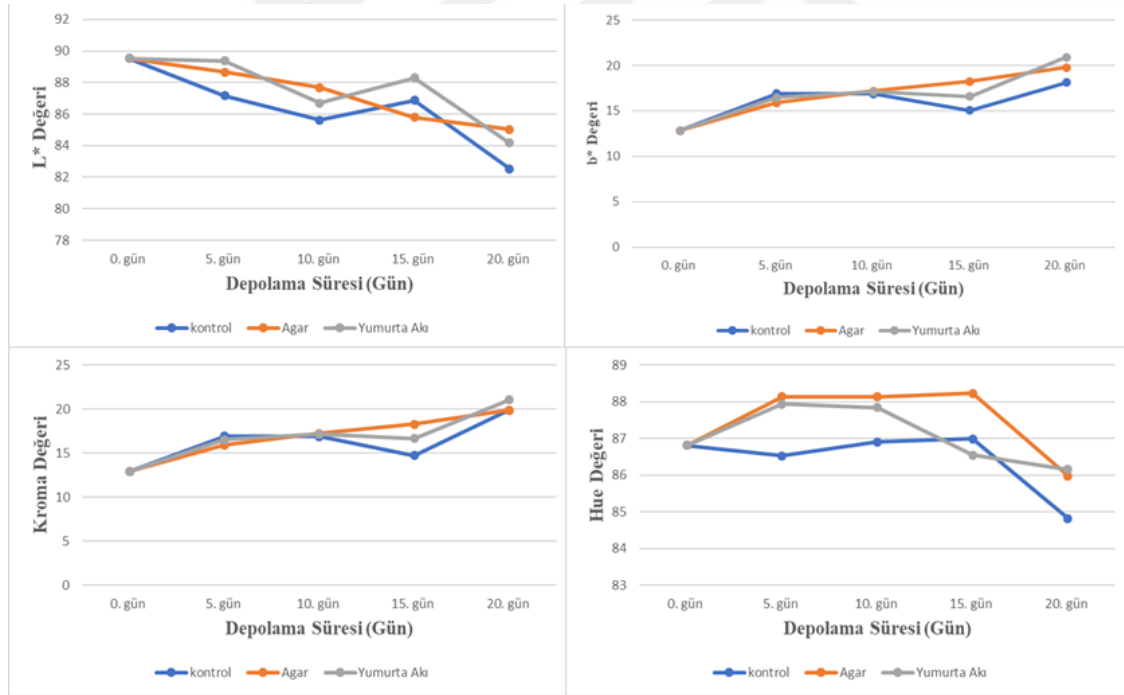 92
90
88
86
84
82
80
78
L* Değeri
0. gün 5. gün 10. gün 15. gün 20. gün
Depolama Süresi (Gün)
kontrol Agar Yumurta Akı
25
20
15
10
5
0
b* Değeri
0. gün 5. gün 10. gün 15. gün 20. gün
Depolama Süresi (Gün)
kontrol Agar Yumurta Akı
25
20
15
10
5
0
Kroma Değeri
0. gün 5. gün 10. gün 15. gün 20. gün
Depolama Süresi (Gün)
kontrol Agar Yumurta Akı
89
88
87
86
85
84
83
Hue Değeri
0. gün 5. gün 10. gün 15. gün 20. gün
Depolama Süresi (Gün)
kontrol Agar Yumurta Akı